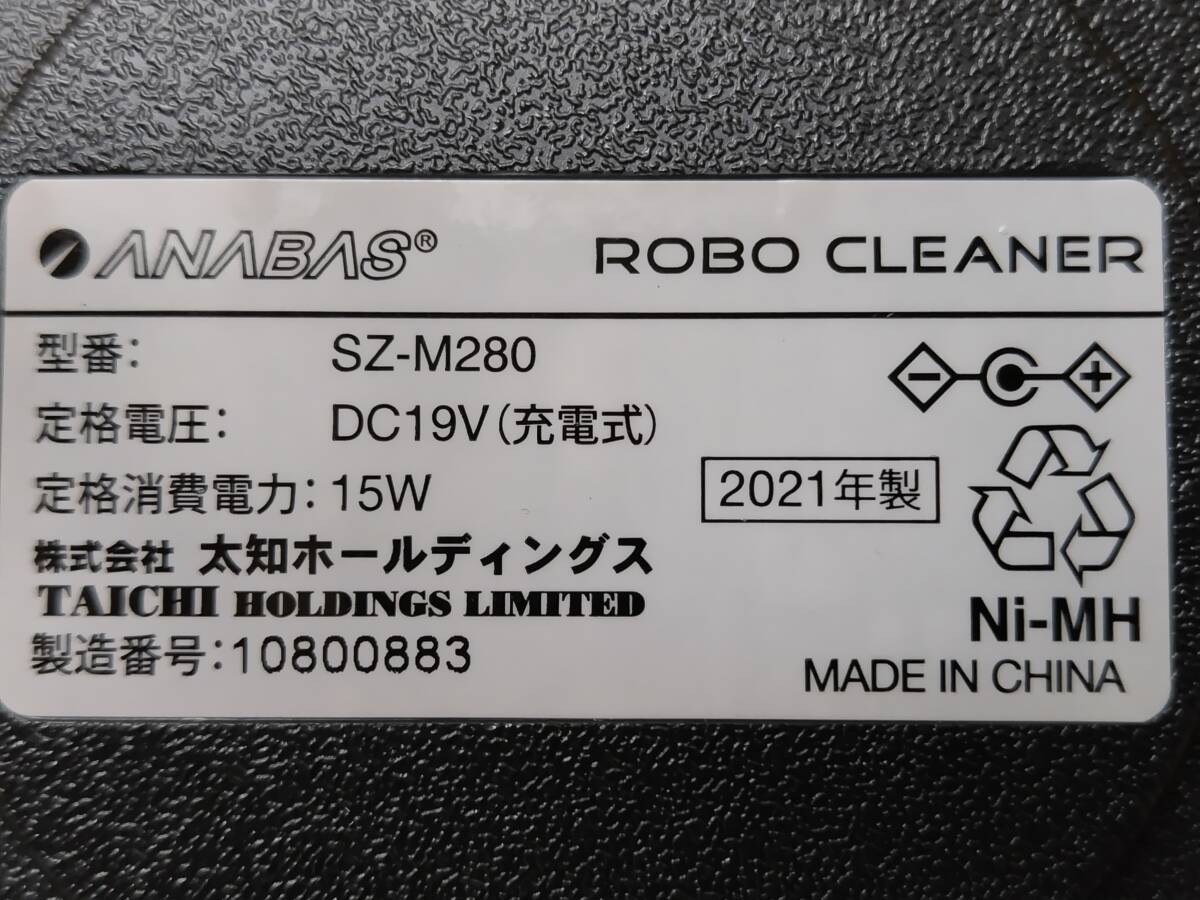 ANABAS® ROBO CLEANER
型番: SZ-M280
定格電圧: DC19V(充電式)
定格消費電力: 15W
2021年製
株式会社 太知ホールディングス
TAICHI HOLDINGS LIMITED
製造番号:10800883
- +
Ni-MH
MADE IN CHINA